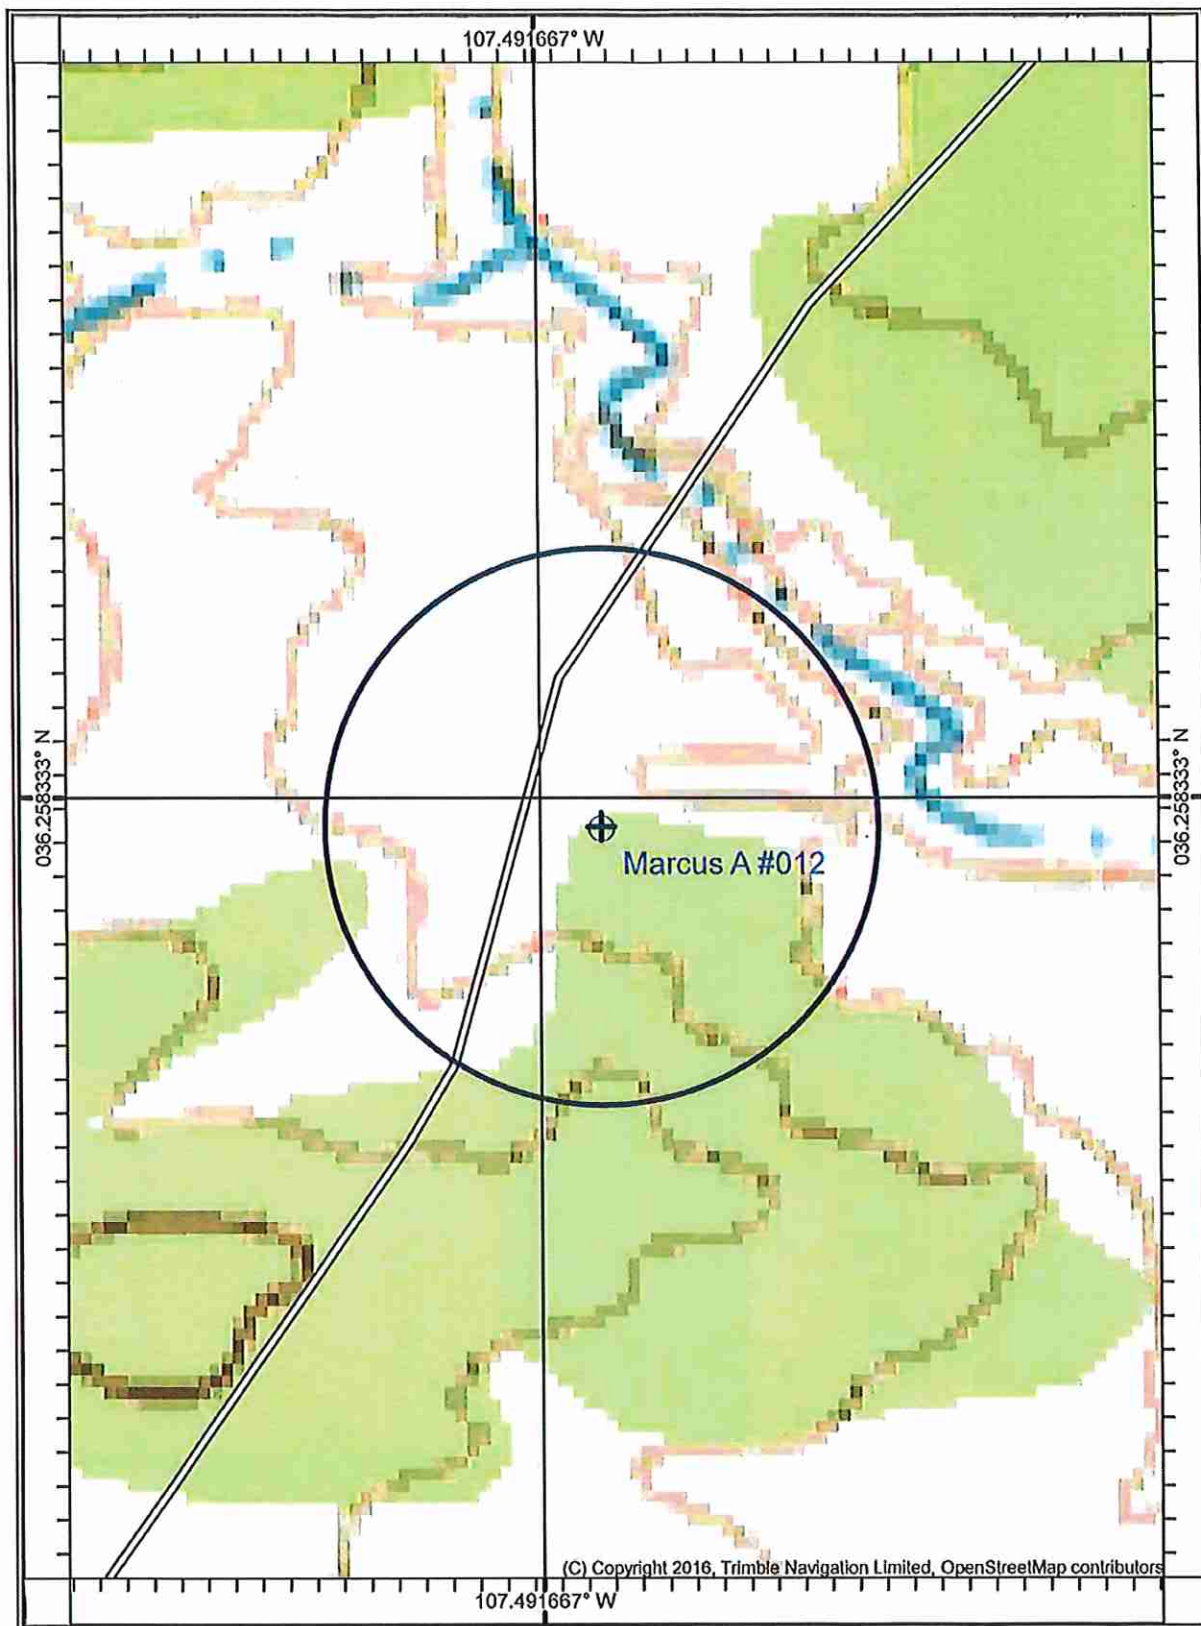 107.491667° W
036.258333° N
036.258333° N
Marcus A #012
(C) Copyright 2016, Trimble Navigation Limited, OpenStreetMap contributors
107.491667° W